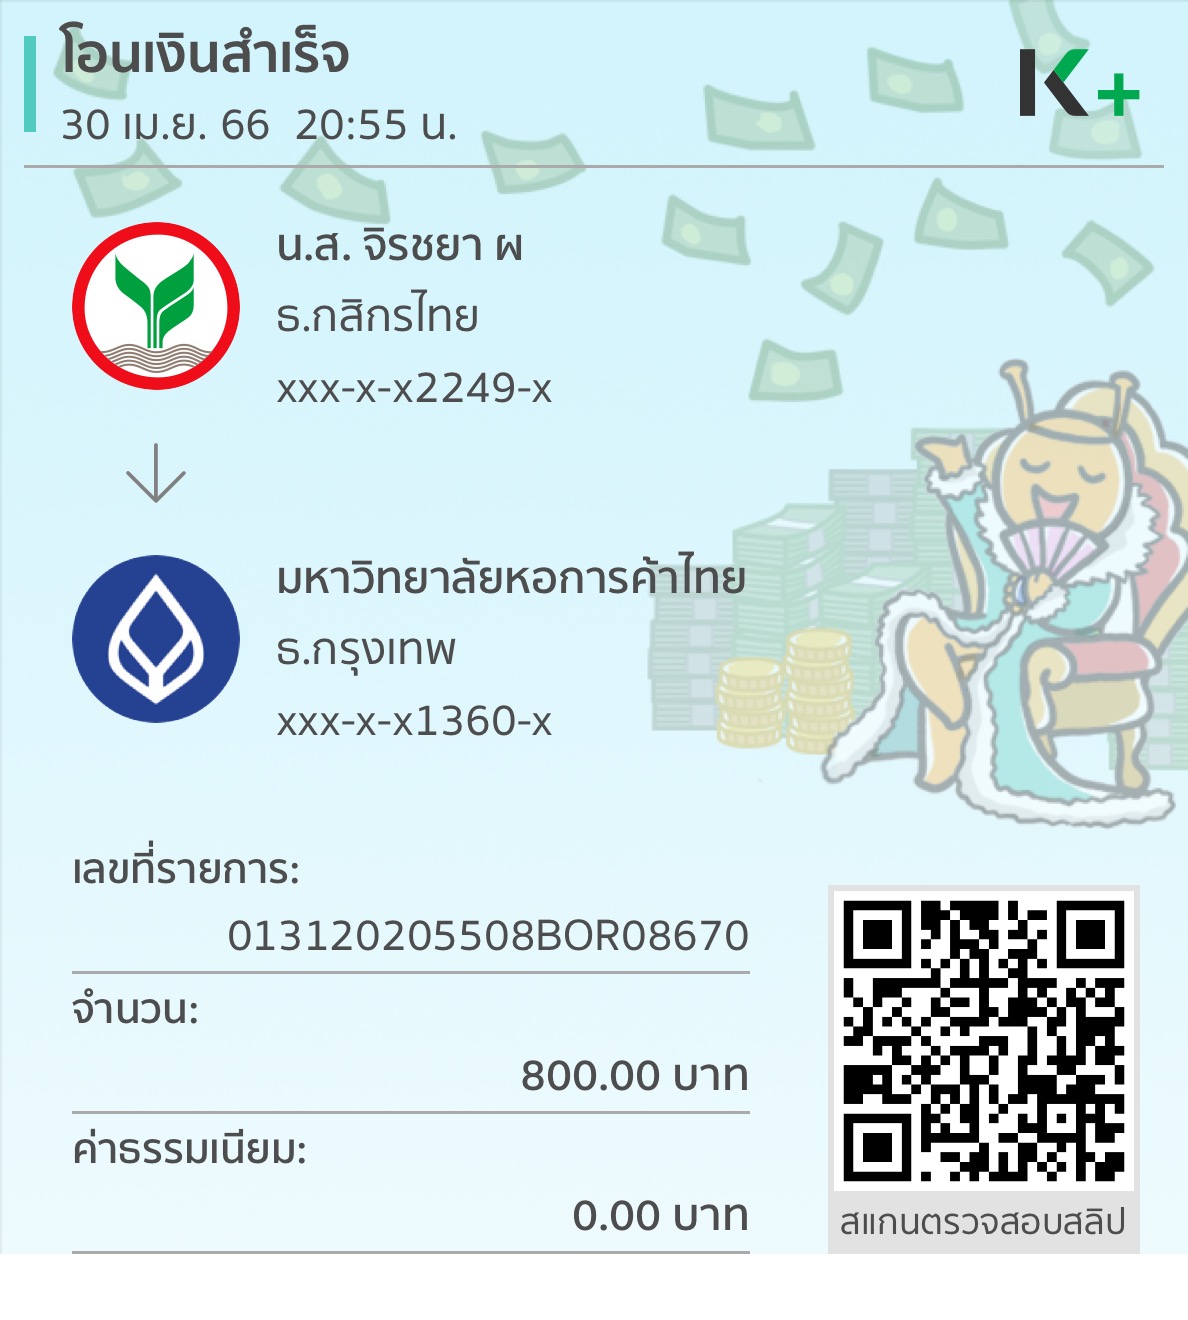 โอนเงินสำเร็จ
30 เม.ย. 66 20:55 น.
K+
น.ส. จิรชยา ผ
ธ.กสิกรไทย
xxx-x-x2249-x
มหาวิทยาลัยหอการค้าไทย
ธ.กรุงเทพ
xxx-x-x1360-x
เลขที่รายการ:
013120205508BOR08670
จำนวน:
800.00 บาท
ค่าธรรมเนียม:
0.00 บาท
สแกนตรวจสอบสลิป